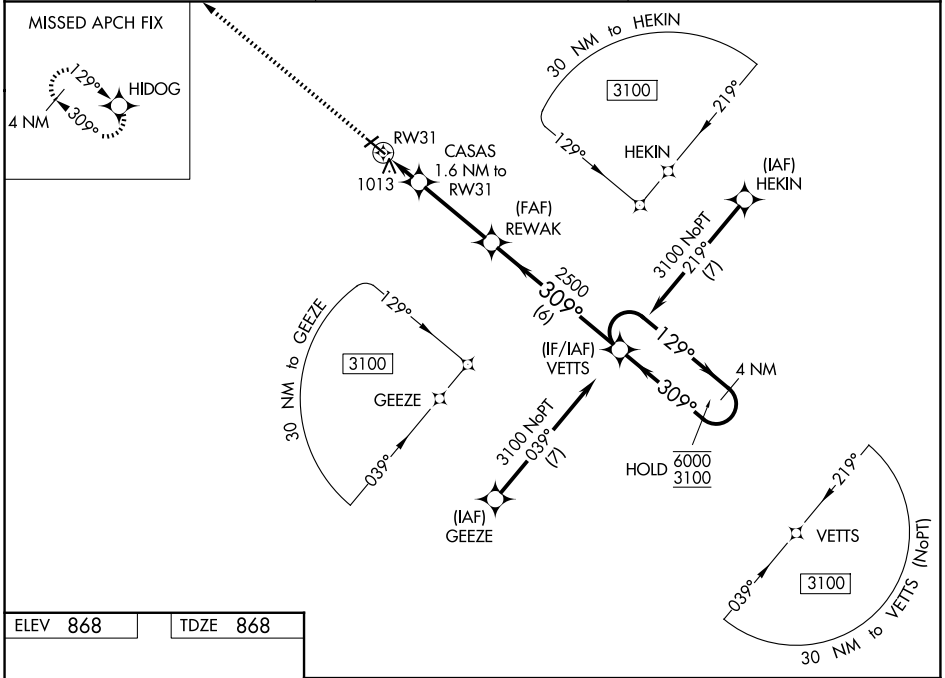 MISSED APCH FIX
129°
HIDOG
309°
4 NM
RW31
1013
CASAS
1.6 NM to
RW31
(FAF)
REWAK
2500
309°
(6)
30 NM to HEKIN
3100
219°
129°
HEKIN
(IAF)
HEKIN
3100 NoPT
219°
(7)
(IF/IAF)
VETTS
129°
309°
4 NM
HOLD 6000
3100
30 NM to GEEZE
129°
3100
GEEZE
039°
3100 NoPT
039°
(7)
(IAF)
GEEZE
219°
VETTS
039°
3100
30 NM to VETTS (NoPT)
ELEV 868
TDZE 868